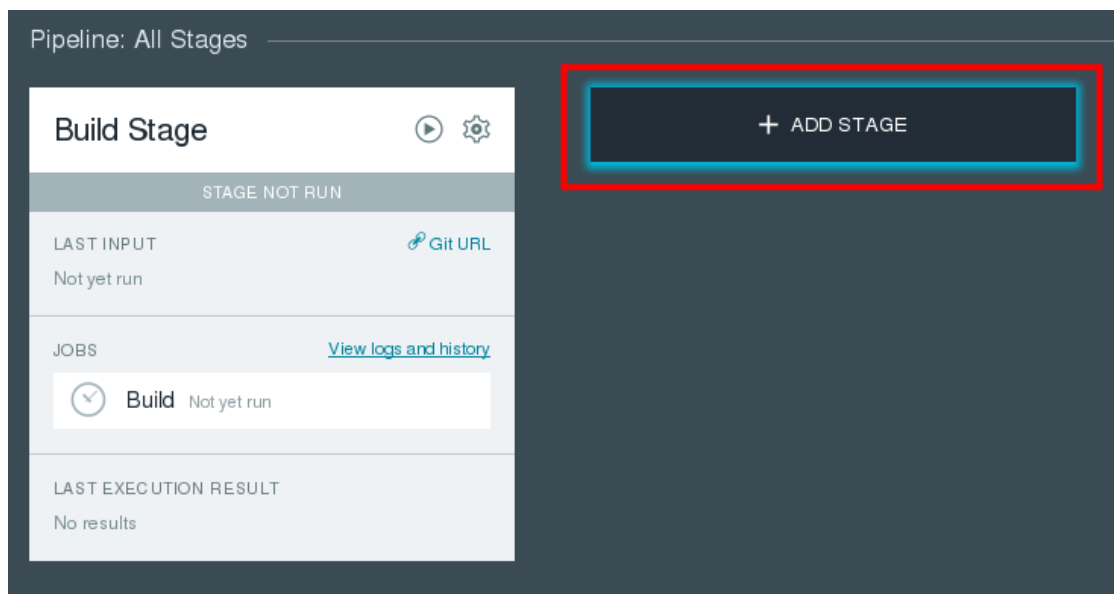 Pipeline: All Stages
Build Stage
STAGE NOT RUN
LAST INPUT Git URL
Not yet run
JOBS View logs and history
Build Not yet run
LAST EXECUTION RESULT
No results
+ ADD STAGE